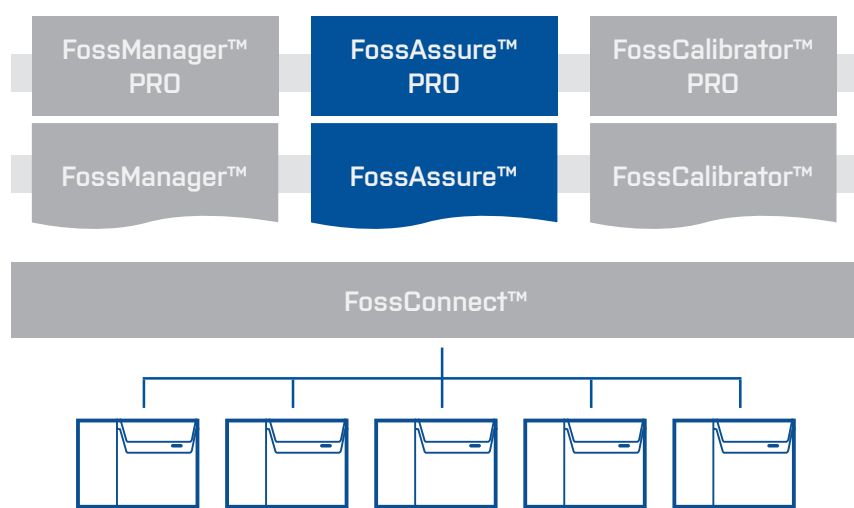 FossManager™
PRO
FossAssure™
PRO
FossCalibrator™
PRO
FossManager™
FossAssure™
FossCalibrator™
FossConnect™